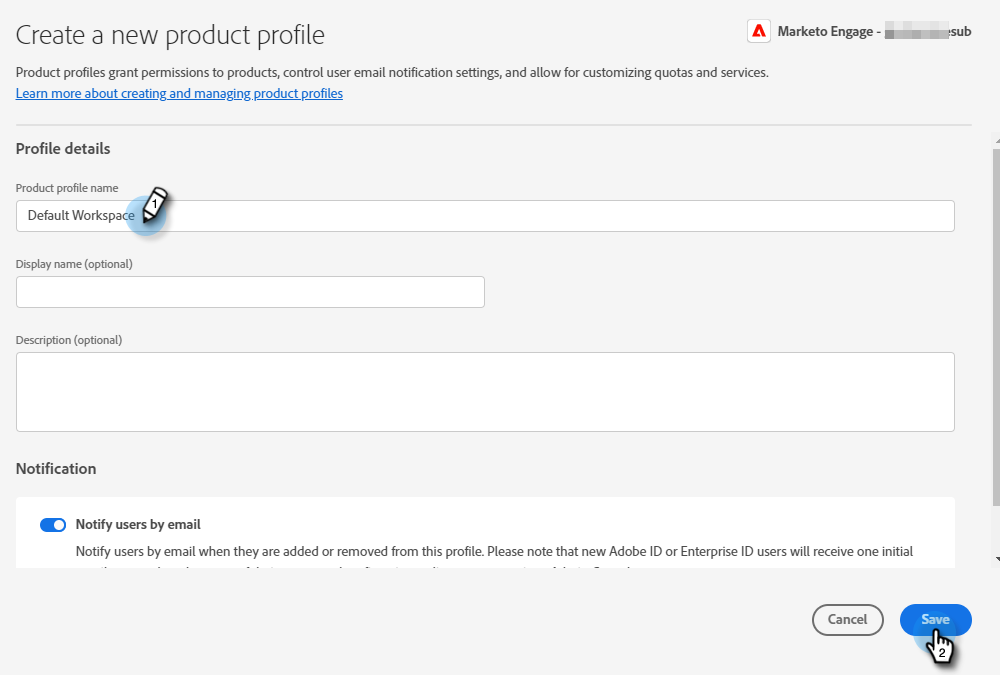 Create a new product profile
Marketo Engage - sub
Product profiles grant permissions to products, control user email notification settings, and allow for customizing quotas and services.
Learn more about creating and managing product profiles
Profile details
Product profile name
1
Default Workspace
Display name (optional)
Description (optional)
Notification
Notify users by email
Notify users by email when they are added or removed from this profile. Please note that new Adobe ID or Enterprise ID users will receive one initial
Cancel
Save
2